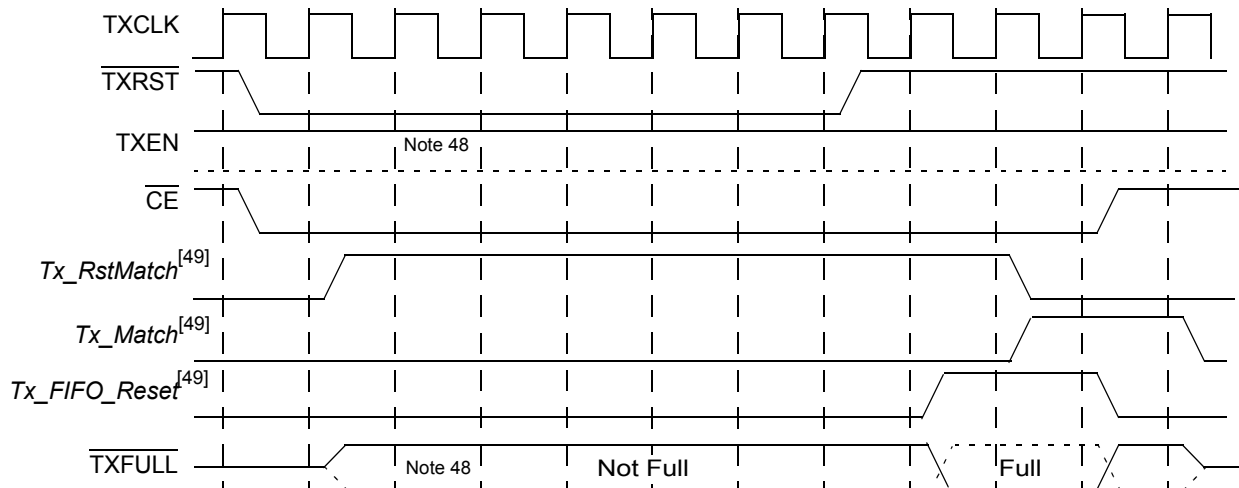 TXCLK
TXRST
TXEN
Note 48
CE
Tx_RstMatch[49]
Tx_Match[49]
Tx_FIFO_Reset[49]
TXFULL
Note 48
Not Full
Full